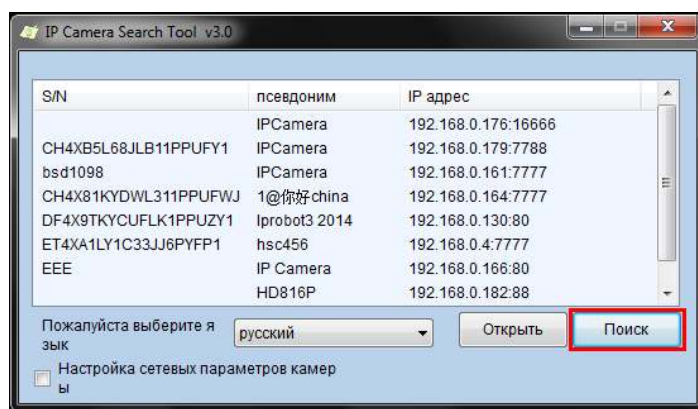 IP Camera Search Tool v3.0
S/N псевдоним IP адрес
IPCamera 192.168.0.176:16666
CH4XB5L68JLB11PPUFY1 IPCamera 192.168.0.179:7788
bsd1098 IPCamera 192.168.0.161:7777
CH4X81KYDWL311PPUFWJ 1@你好china 192.168.0.164:7777
DF4X9TKYCUFLK1PPUZY1 Iprobot3 2014 192.168.0.130:80
ET4XA1LY1C33JJ6PYFP1 hsc456 192.168.0.4:7777
EEE IP Camera 192.168.0.166:80
HD816P 192.168.0.182:88
Пожалуйста выберите я
зык
русский Открыть Поиск
Настройка сетевых параметров камер
ы